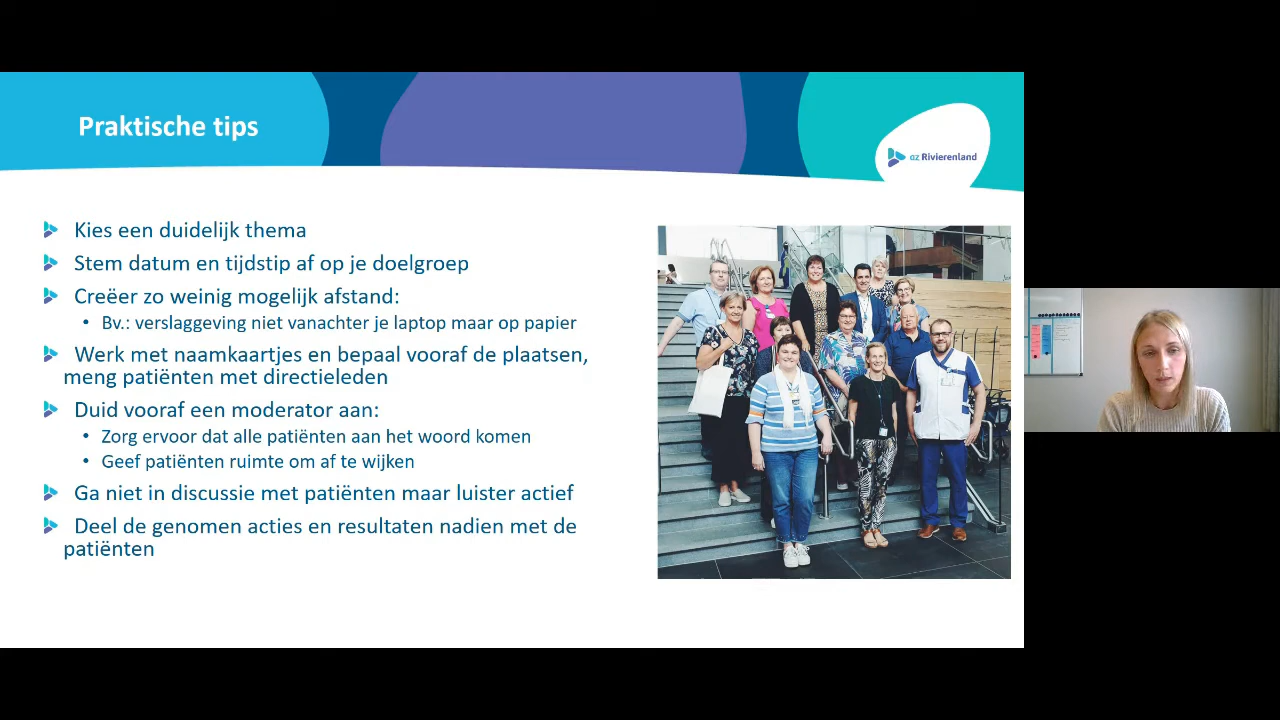 Praktische tips
az Rivierenland
Kies een duidelijk thema
Stem datum en tijdstip af op je doelgroep
Creëer zo weinig mogelijk afstand:
• Bv.: verslaggeving niet vanachter je laptop maar op papier
Werk met naamkaartjes en bepaal vooraf de plaatsen,
meng patiënten met directieleden
Duid vooraf een moderator aan:
• Zorg ervoor dat alle patiënten aan het woord komen
• Geef patiënten ruimte om af te wijken
Ga niet in discussie met patiënten maar luister actief
Deel de genomen acties en resultaten nadien met de
patiënten